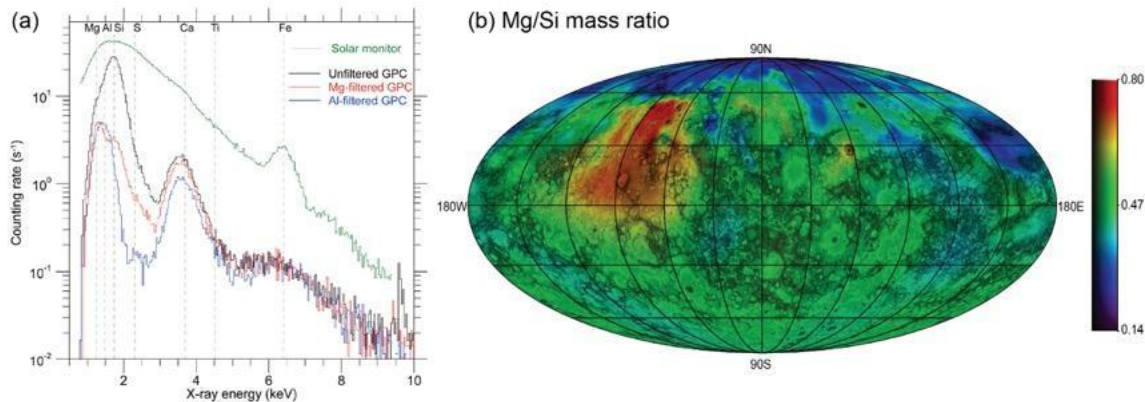 (a)
Mg Al Si S Ca Ti Fe
Solar monitor
Unfiltered GPC
Mg-filtered GPC
Al-filtered GPC
Counting rate (s⁻¹)
10¹
10⁰
10⁻¹
10⁻²
2 4 6 8 10
X-ray energy (keV)
(b) Mg/Si mass ratio
90N
180W
180E
90S
0.80
0.47
0.14